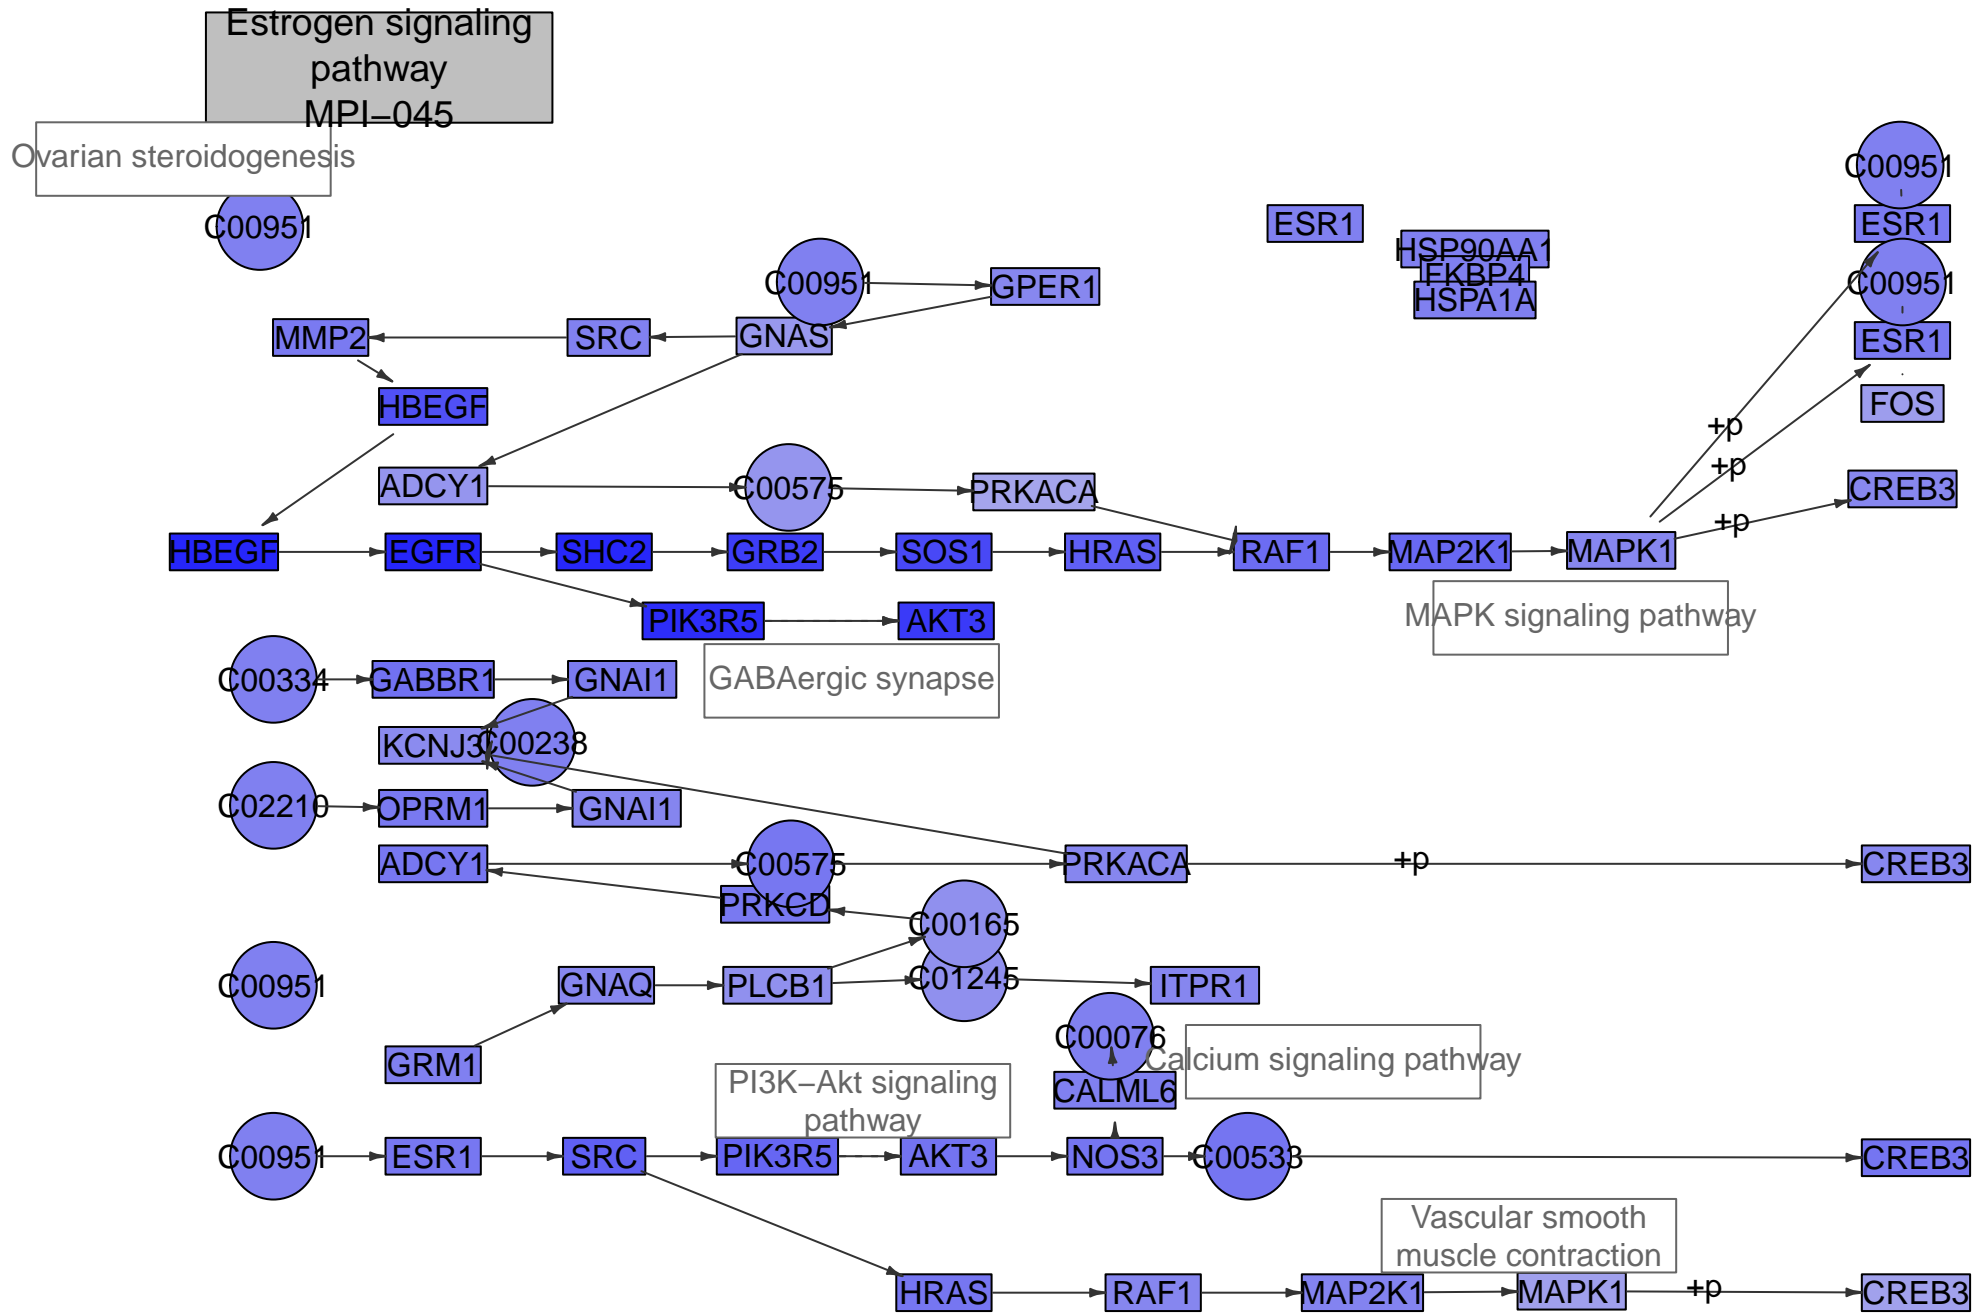 Estrogen signaling
pathway
MPI−045
Ovarian steroidogenesis
C00951
C00951
ESR1
ESR1
C00951
HSP90AA1
FKBP4
HSPA1A
C00951
GPER1
C00951
MMP2
SRC
GNAS
ESR1
HBEGF
FOS
+p
+p
ADCY1
C00575
PRKACA
CREB3
+p
HBEGF
EGFR
SHC2
GRB2
SOS1
HRAS
RAF1
MAP2K1
MAPK1
PIK3R5
AKT3
MAPK signaling pathway
C00334
GABBR1
GNAI1
GABAergic synapse
KCNJ3
C00238
C02210
OPRM1
GNAI1
ADCY1
C00575
PRKACA
+p
CREB3
PRKCD
C00165
C00951
GNAQ
PLCB1
C01245
ITPR1
C00076
Calcium signaling pathway
GRM1
PI3K−Akt signaling
pathway
CALML6
C00951
ESR1
SRC
PIK3R5
AKT3
NOS3
C00533
CREB3
Vascular smooth
muscle contraction
HRAS
RAF1
MAP2K1
MAPK1
+p
CREB3